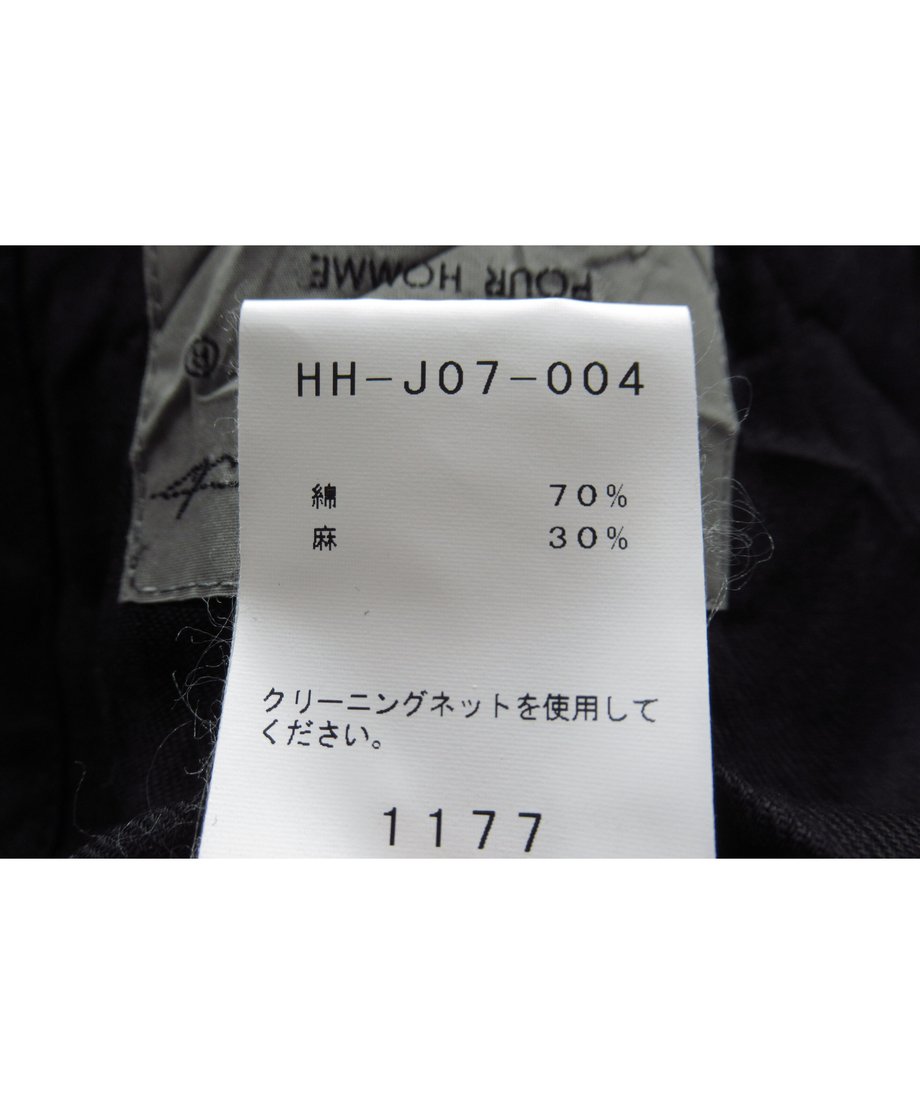 POUR HOMME
®
HH-J07-004
綿 70%
麻 30%
クリーニングネットを使用して
ください。
1177